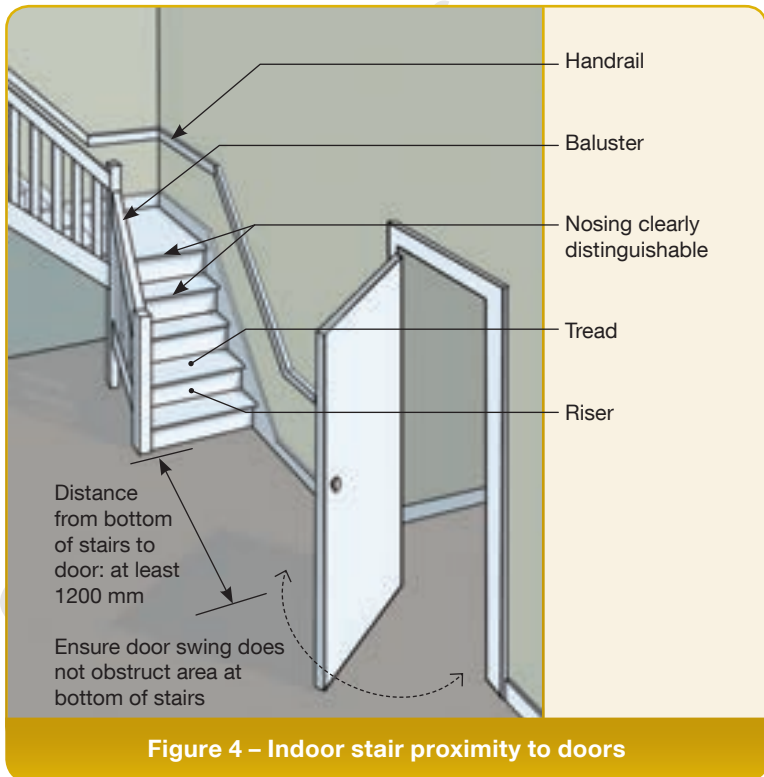 Handrail
Baluster
Nosing clearly
distinguishable
Tread
Riser
Distance
from bottom
of stairs to
door: at least
1200 mm
Ensure door swing does
not obstruct area at
bottom of stairs
Figure 4 – Indoor stair proximity to doors